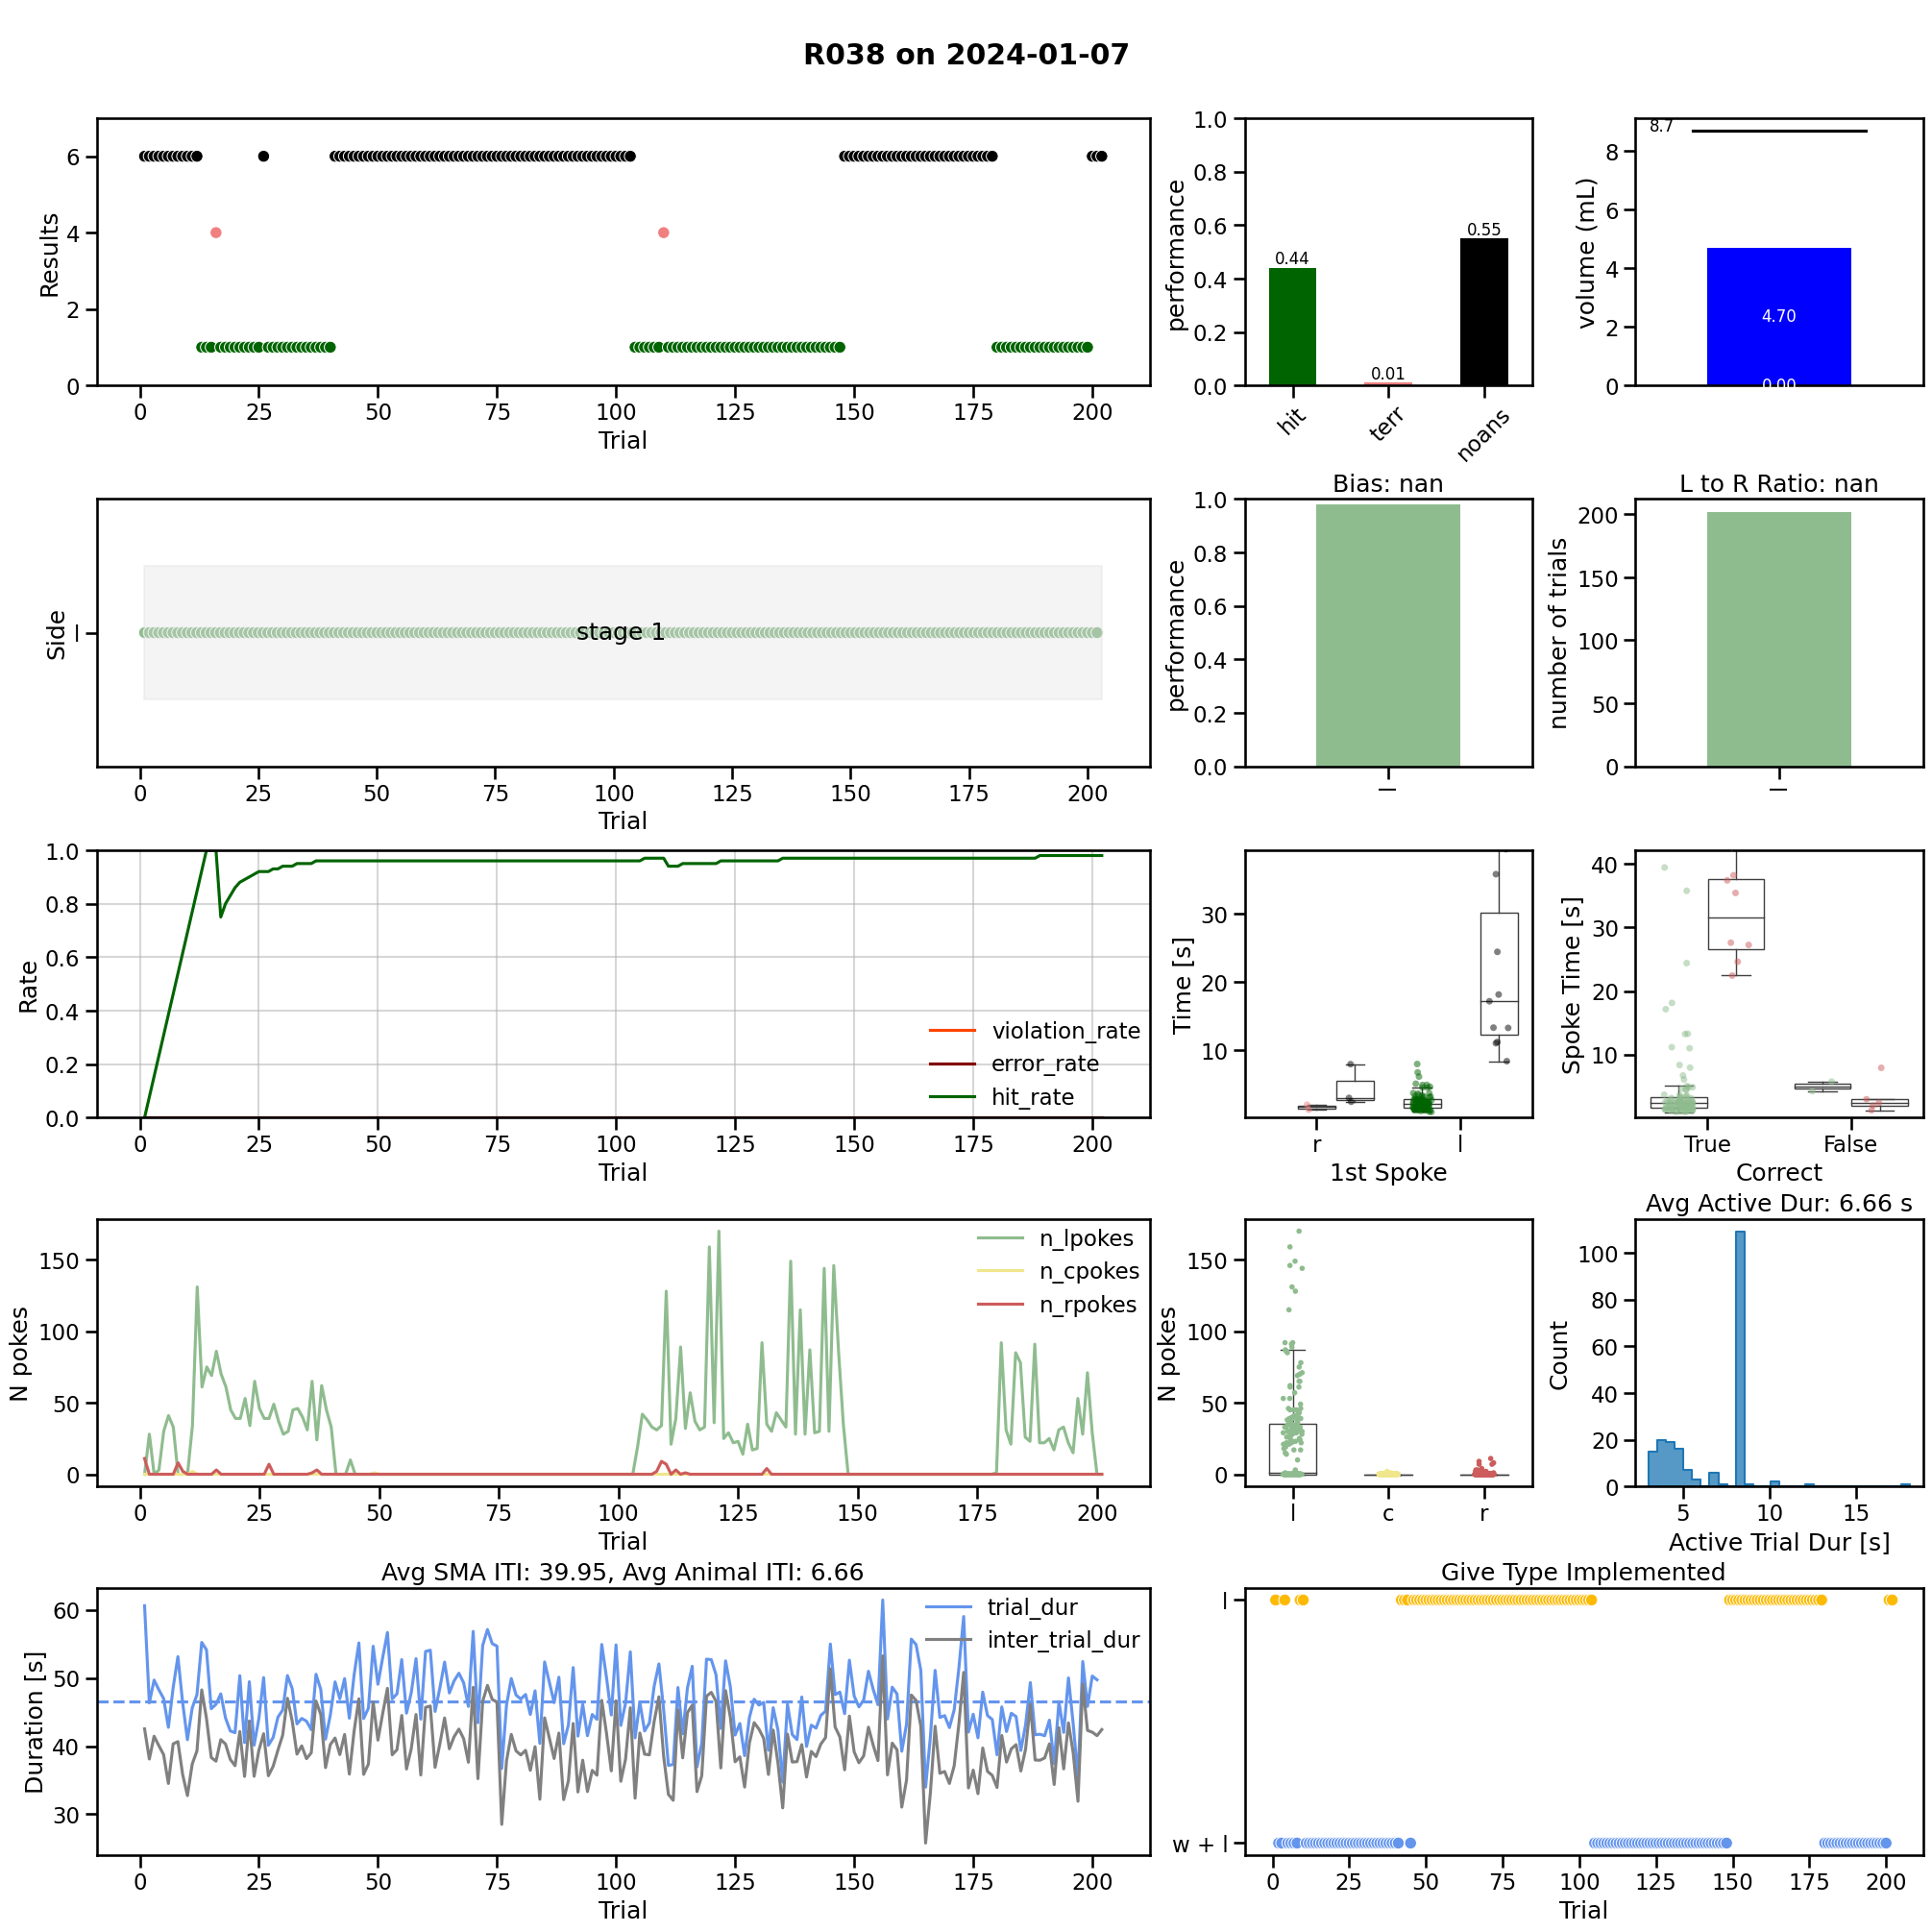 R038 on 2024-01-07
Results
6
4
2
0
0 25 50 75 100 125 150 175 200
Trial
performance
1.0
0.8
0.6
0.4
0.2
0.0
0.44
0.01
0.55
hit
terr
noans
volume (mL)
8
6
4
2
0
8.7
4.70
0.00
Side
l
stage 1
0 25 50 75 100 125 150 175 200
Trial
Bias: nan
performance
1.0
0.8
0.6
0.4
0.2
0.0
l
L to R Ratio: nan
number of trials
200
150
100
50
0
l
Rate
1.0
0.8
0.6
0.4
0.2
0.0
violation_rate
error_rate
hit_rate
0 25 50 75 100 125 150 175 200
Trial
Time [s]
30
20
10
r l
1st Spoke
Spoke Time [s]
40
30
20
10
True False
Correct
N pokes
150
100
50
0
n_lpokes
n_cpokes
n_rpokes
0 25 50 75 100 125 150 175 200
Trial
N pokes
150
100
50
0
l c r
Avg Active Dur: 6.66 s
Count
100
80
60
40
20
0
5 10 15
Active Trial Dur [s]
Avg SMA ITI: 39.95, Avg Animal ITI: 6.66
Duration [s]
60
50
40
30
trial_dur
inter_trial_dur
0 25 50 75 100 125 150 175 200
Trial
Give Type Implemented
l
w + l
0 25 50 75 100 125 150 175 200
Trial